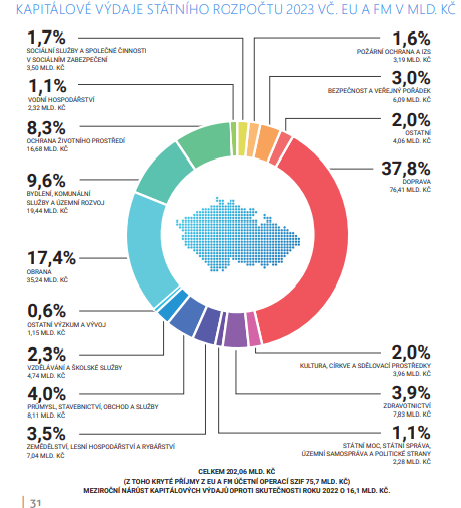 KAPITÁLOVÉ VÝDAJE STÁTNÍHO ROZPOČTU 2023 VČ. EU A FM V MLD. KČ
1,7%
SOCIÁLNÍ SLUŽBY A SPOLEČNÉ ČINNOSTI
V SOCIÁLNÍM ZABEZPEČENÍ
3,50 MLD. KČ
1,1%
VODNÍ HOSPODÁŘSTVÍ
2,32 MLD. KČ
8,3%
OCHRANA ŽIVOTNÍHO PROSTŘEDÍ
16,68 MLD. KČ
9,6%
BYDLENÍ, KOMUNÁLNÍ
SLUŽBY A ÚZEMNÍ ROZVOJ
19,44 MLD. KČ
17,4%
OBRANA
35,24 MLD. KČ
0,6%
OSTATNÍ VÝZKUM A VÝVOJ
1,15 MLD. KČ
2,3%
VZDĚLÁVÁNÍ A ŠKOLSKÉ SLUŽBY
4,74 MLD. KČ
4,0%
PRŮMYSL, STAVEBNICTVÍ, OBCHOD A SLUŽBY
8,11 MLD. KČ
3,5%
ZEMĚDĚLSTVÍ, LESNÍ HOSPODÁŘSTVÍ A RYBÁŘSTVÍ
7,04 MLD. KČ
1,6%
POŽÁRNÍ OCHRANA A IZS
3,19 MLD. KČ
3,0%
BEZPEČNOST A VEŘEJNÝ POŘÁDEK
6,09 MLD. KČ
2,0%
OSTATNÍ
4,06 MLD. KČ
37,8%
DOPRAVA
76,41 MLD. KČ
2,0%
KULTURA, CÍRKVE A SDĚLOVACÍ PROSTŘEDKY
3,96 MLD. KČ
3,9%
ZDRAVOTNICTVÍ
7,83 MLD. KČ
1,1%
STÁTNÍ MOC, STÁTNÍ SPRÁVA,
ÚZEMNÍ SAMOSPRÁVA A POLITICKÉ STRANY
2,28 MLD. KČ
CELKEM 202,06 MLD. KČ
(Z TOHO KRYTÉ PŘÍJMY Z EU A FM ÚČETNÍ OPERACÍ SZIF 75,7 MLD. KČ)
MEZIROČNÍ NÁRŮST KAPITÁLOVÝCH VÝDAJŮ OPROTI SKUTEČNOSTI ROKU 2022 O 16,1 MLD. KČ.
| 31